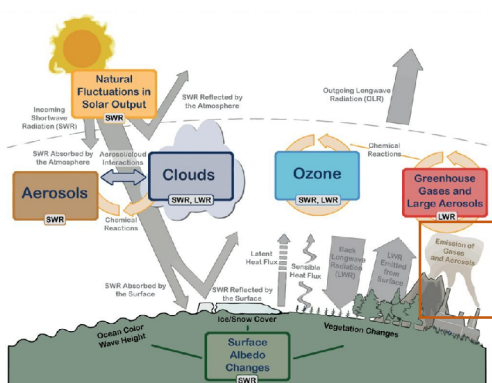 Natural
Fluctuations in
Solar Output
SWR
Incoming
Shortwave
Radiation (SWR)
SWR Reflected by
the Atmosphere
Outgoing Longwave
Radiation (OLR)
SWR Absorbed by
the Atmosphere
Aerosol/cloud
Interactions
Chemical
Reactions
Aerosols
SWR
Clouds
SWR, LWR
Ozone
SWR, LWR
Greenhouse
Gases and
Large Aerosols
LWR
Chemical
Reactions
Emission of
Gases
and Aerosols
Latent
Heat Flux
Sensible
Heat Flux
Back
Longwave
Radiation
(LWR)
LWR
Emitted
from
Surface
SWR Absorbed by
the Surface
SWR Reflected by
the Surface
Ice/Snow Cover
Ocean Color
Wave Height
Vegetation Changes
Surface
Albedo
Changes
SWR